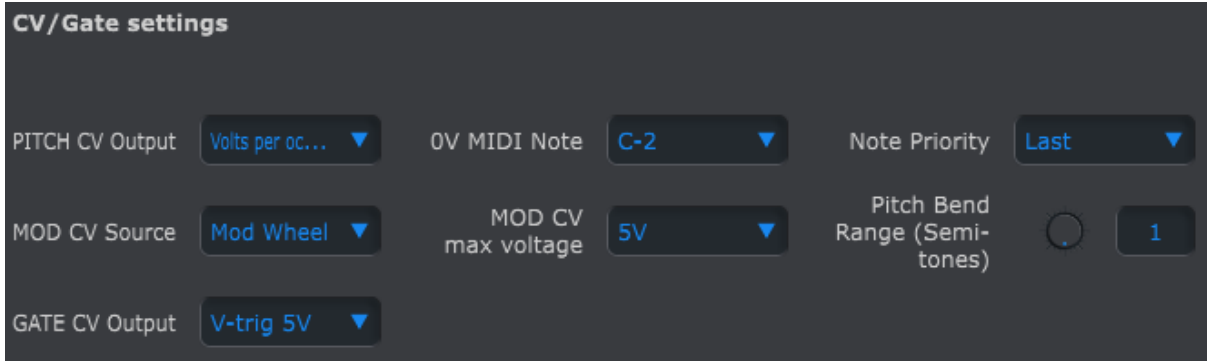 CV/Gate settings
PITCH CV Output Volts per oc... 0V MIDI Note C-2 Note Priority Last
MOD CV Source Mod Wheel MOD CV max voltage 5V Pitch Bend Range (Semi-tones) 1
GATE CV Output V-trig 5V